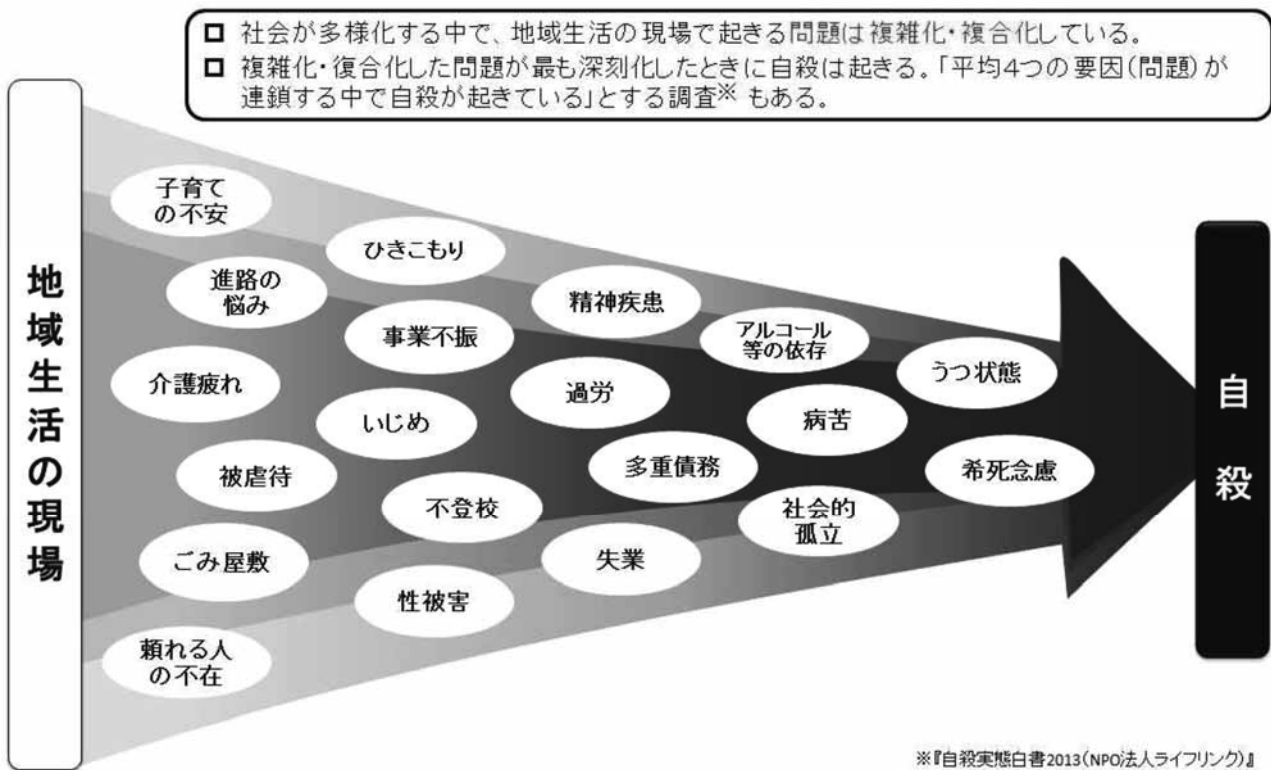 □ 社会が多様化する中で、地域生活の現場で起きる問題は複雑化・複合化している。
□ 複雑化・復合化した問題が最も深刻化したときに自殺は起きる。「平均4つの要因(問題)が
連鎖する中で自殺が起きている」とする調査※ もある。
地域生活の現場
子育て
の不安
ひきこもり
進路の
悩み
精神疾患
事業不振
アルコール
等の依存
うつ状態
介護疲れ
過労
いじめ
病苦
被虐待
多重債務
希死念慮
不登校
社会的
孤立
ごみ屋敷
失業
性被害
頼れる人
の不在
自殺
※『自殺実態白書2013(NPO法人ライフリンク)』